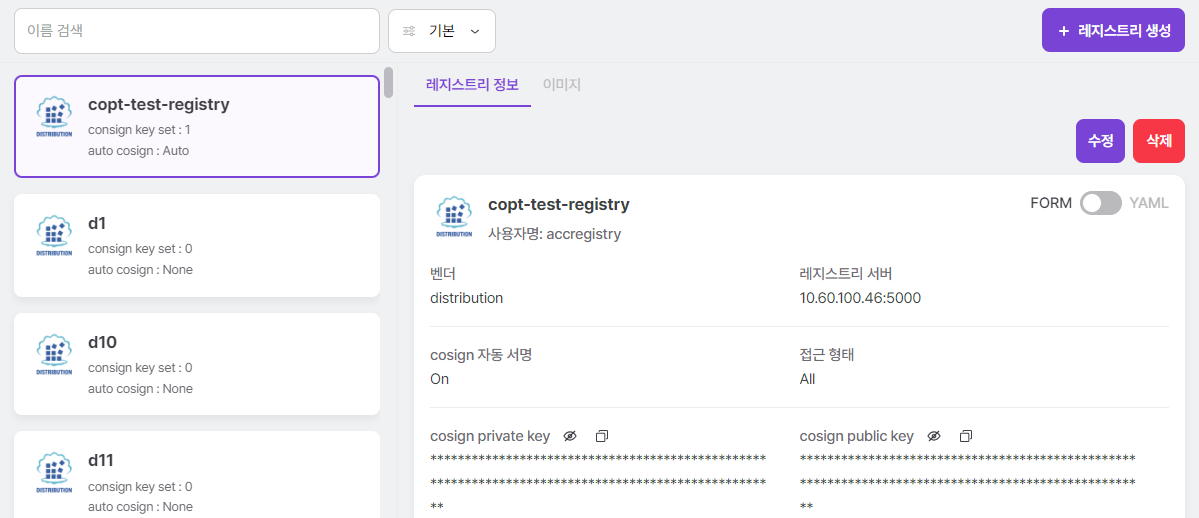 이름 검색
기본
+ 레지스트리 생성
copt-test-registry
consign key set : 1
auto cosign : Auto
DISTRIBUTION
d1
consign key set : 0
auto cosign : None
DISTRIBUTION
d10
consign key set : 0
auto cosign : None
DISTRIBUTION
d11
consign key set : 0
auto cosign : None
DISTRIBUTION
레지스트리 정보 이미지
수정 삭제
copt-test-registry
사용자명: accregistry
DISTRIBUTION
FORM YAML
벤더 레지스트리 서버
distribution 10.60.100.46:5000
cosign 자동 서명 접근 형태
On All
cosign private key cosign public key
************************************************ ************************************************
************************************************ ************************************************
** **